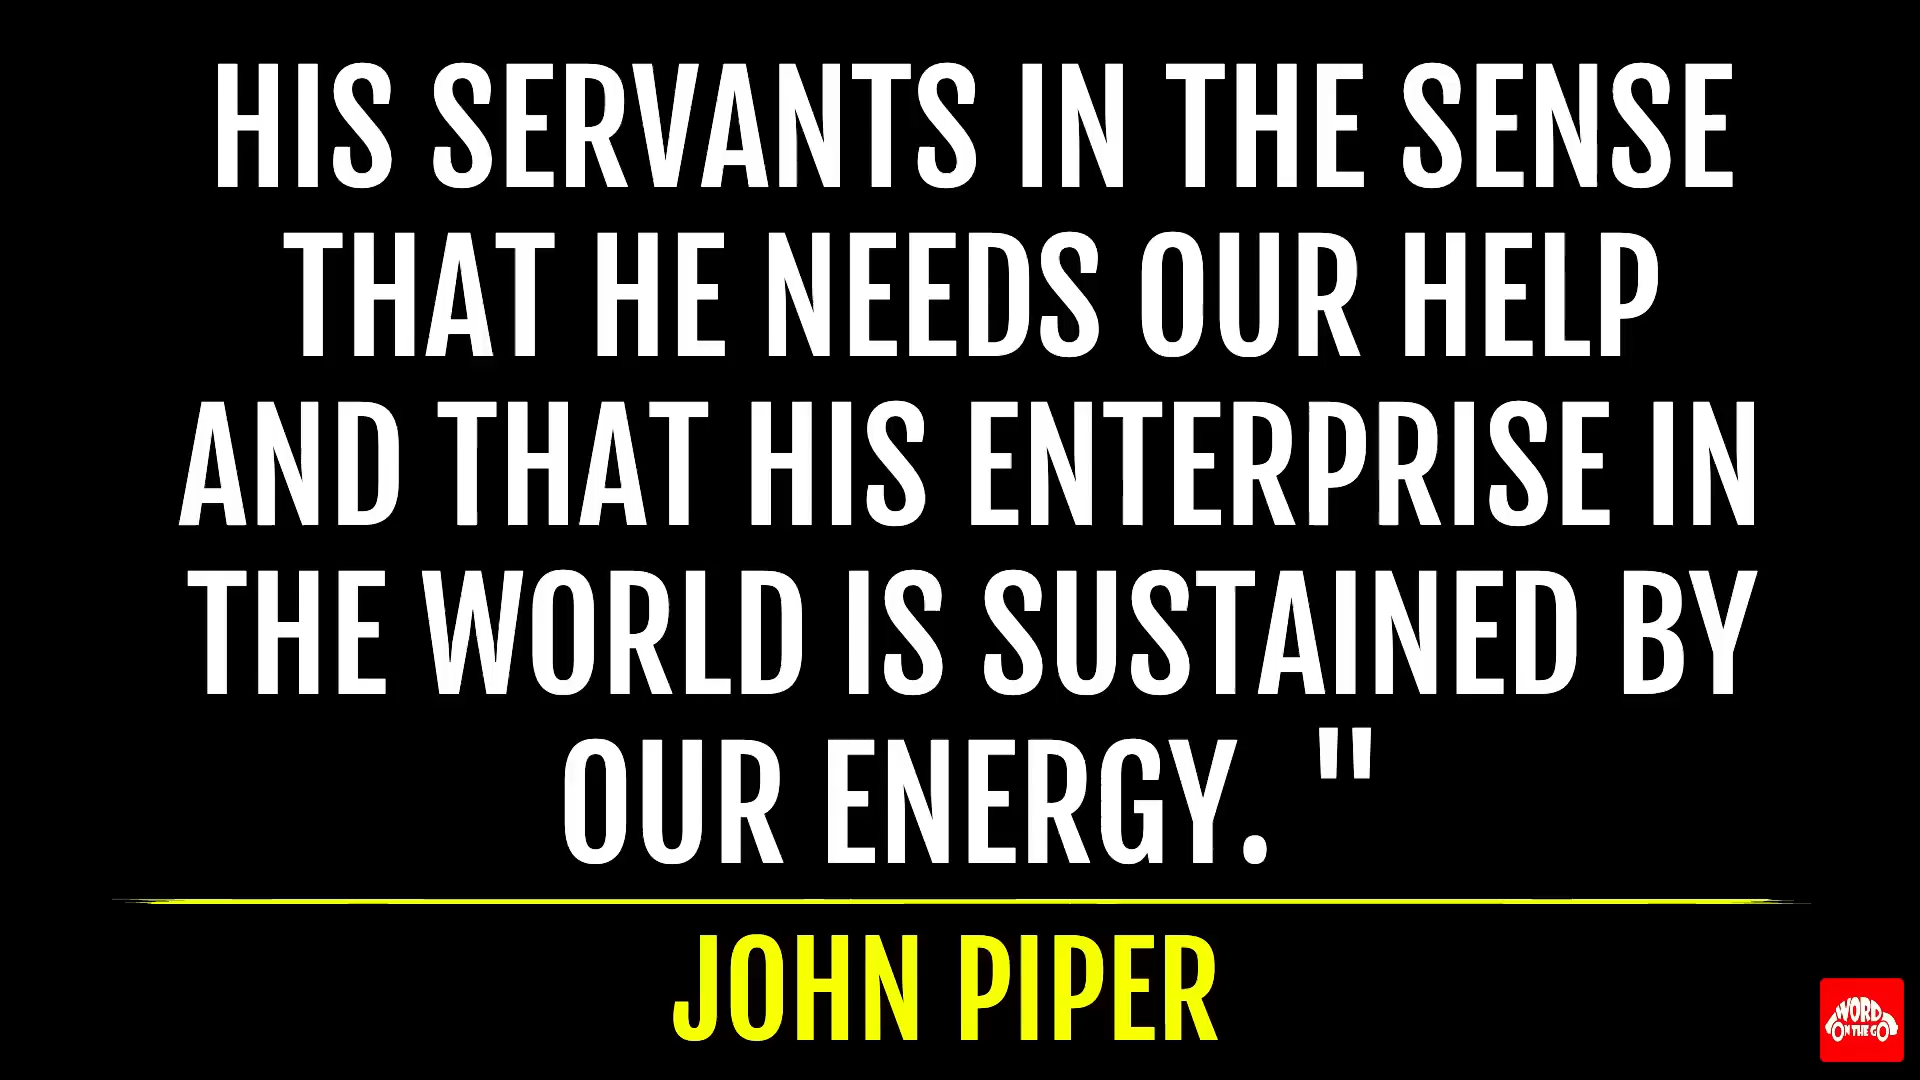 HIS SERVANTS IN THE SENSE
THAT HE NEEDS OUR HELP
AND THAT HIS ENTERPRISE IN
THE WORLD IS SUSTAINED BY
OUR ENERGY. "
JOHN PIPER
WORD
ON THE GO